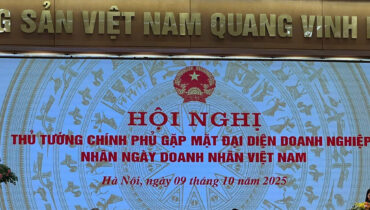 G SẢN VIỆT NAM QUANG VINH
HỘI NGHỊ
THỦ TƯỚNG CHÍNH PHỦ GẶP MẶT ĐẠI DIỆN DOANH NGHIỆP
NHÂN NGÀY DOANH NHÂN VIỆT NAM
Hà Nội, ngày 09 tháng 10 năm 2025